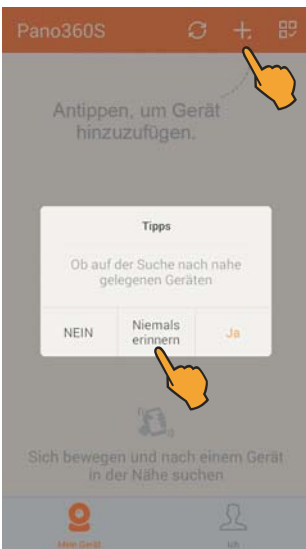 Pano360S
Antippen, um Gerät
hinzuzufügen.
Tipps
Ob auf der Suche nach nahe
gelegenen Geräten
NEIN
Niemals
erinnern
Ja
Sich bewegen und nach einem Gerät
in der Nähe suchen
Mein Gerät
Ich